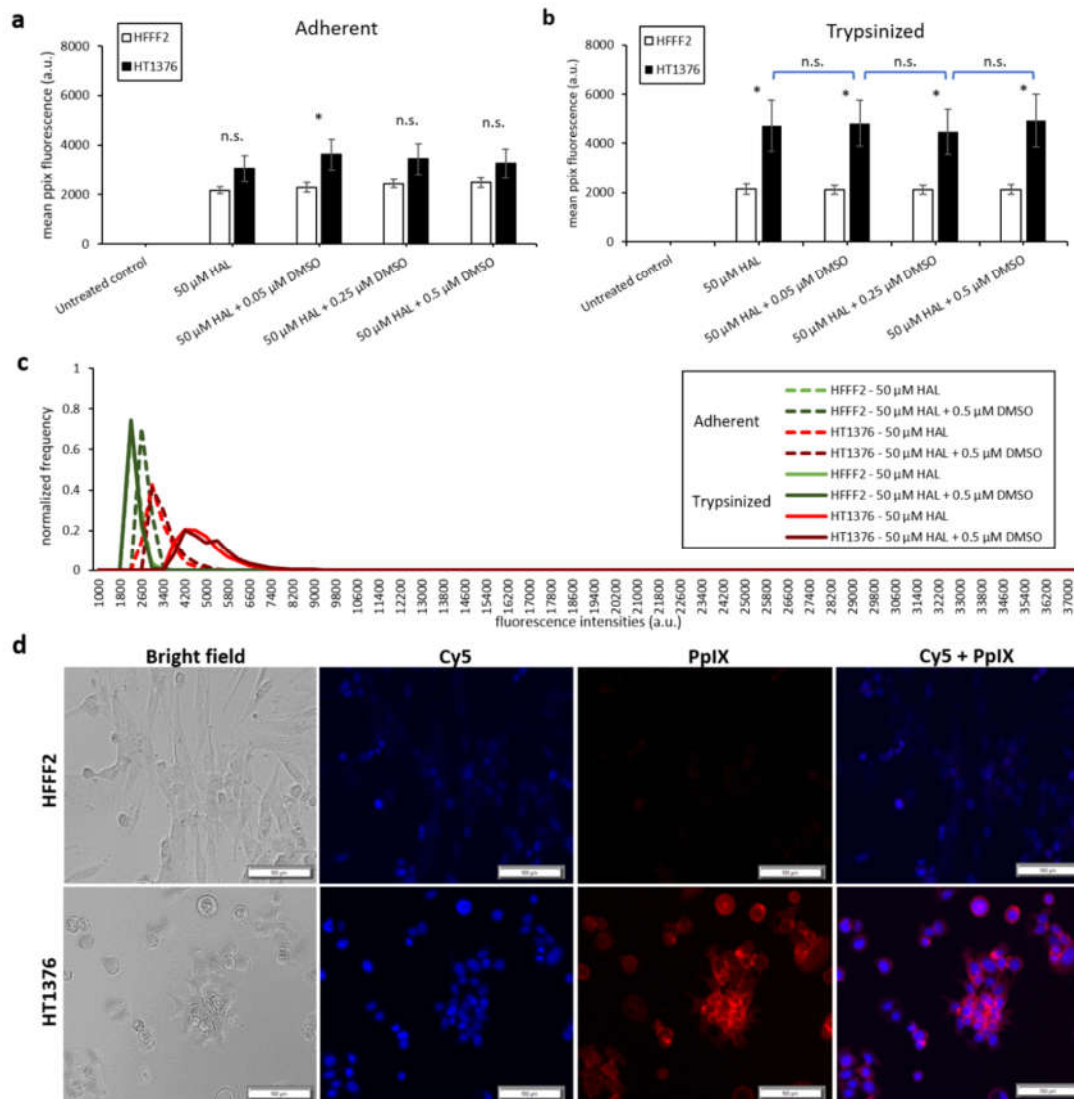 a
Adherent
HFFF2
HT1376
mean ppix fluorescence (a.u.)
8000
6000
4000
2000
0
n.s.
*
n.s.
n.s.
Untreated control
50 µM HAL
50 µM HAL + 0.05 µM DMSO
50 µM HAL + 0.25 µM DMSO
50 µM HAL + 0.5 µM DMSO
b
Trypsinized
HFFF2
HT1376
mean ppix fluorescence (a.u.)
8000
6000
4000
2000
0
n.s.
n.s.
n.s.
*
*
*
*
Untreated control
50 µM HAL
50 µM HAL + 0.05 µM DMSO
50 µM HAL + 0.25 µM DMSO
50 µM HAL + 0.5 µM DMSO
c
normalized frequency
1
0.8
0.6
0.4
0.2
0
1000
1800
2600
3400
4200
5000
5800
6600
7400
8200
9000
9800
10600
11400
12200
13000
13800
14600
15400
16200
17000
17800
18600
19400
20200
21000
21800
22600
23400
24200
25000
25800
26600
27400
28200
29000
29800
30600
31400
32200
33000
33800
34600
35400
36200
37000
fluorescence intensities (a.u.)
Adherent
HFFF2 - 50 µM HAL
HFFF2 - 50 µM HAL + 0.5 µM DMSO
HT1376 - 50 µM HAL
HT1376 - 50 µM HAL + 0.5 µM DMSO
Trypsinized
HFFF2 - 50 µM HAL
HFFF2 - 50 µM HAL + 0.5 µM DMSO
HT1376 - 50 µM HAL
HT1376 - 50 µM HAL + 0.5 µM DMSO
d
Bright field
Cy5
PpIX
Cy5 + PpIX
HFFF2
HT1376